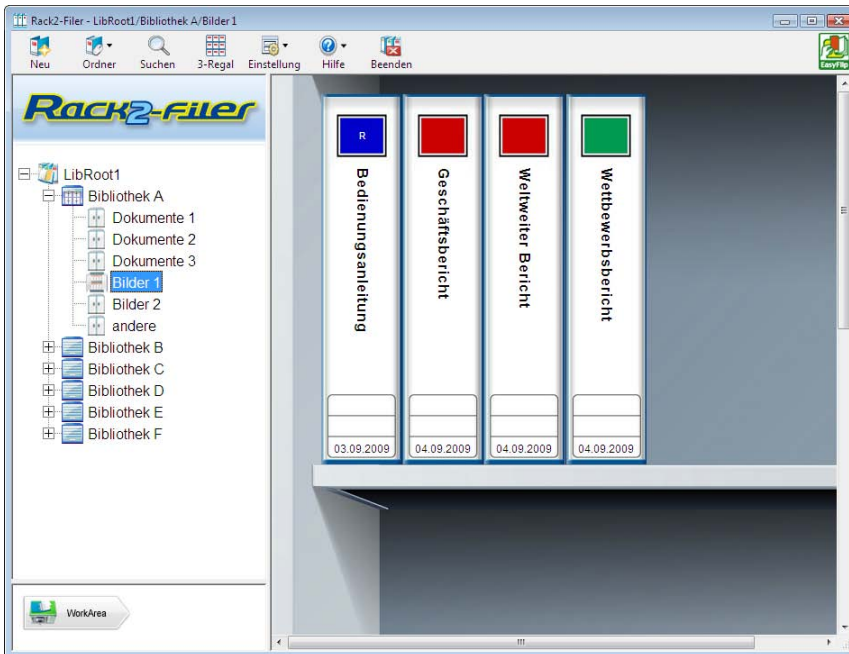 Rack2-Filer - LibRoot1/Bibliothek A/Bilder 1
Neu
Ordner
Suchen
3-Regal
Einstellung
Hilfe
Beenden
EasyFlip
Rack2-Filer
LibRoot1
Bibliothek A
Dokumente 1
Dokumente 2
Dokumente 3
Bilder 1
Bilder 2
andere
Bibliothek B
Bibliothek C
Bibliothek D
Bibliothek E
Bibliothek F
WorkArea
R
Bedienungsanleitung
03.09.2009
Geschäftsbericht
04.09.2009
Weltweiter Bericht
04.09.2009
Wettbewerbsbericht
04.09.2009